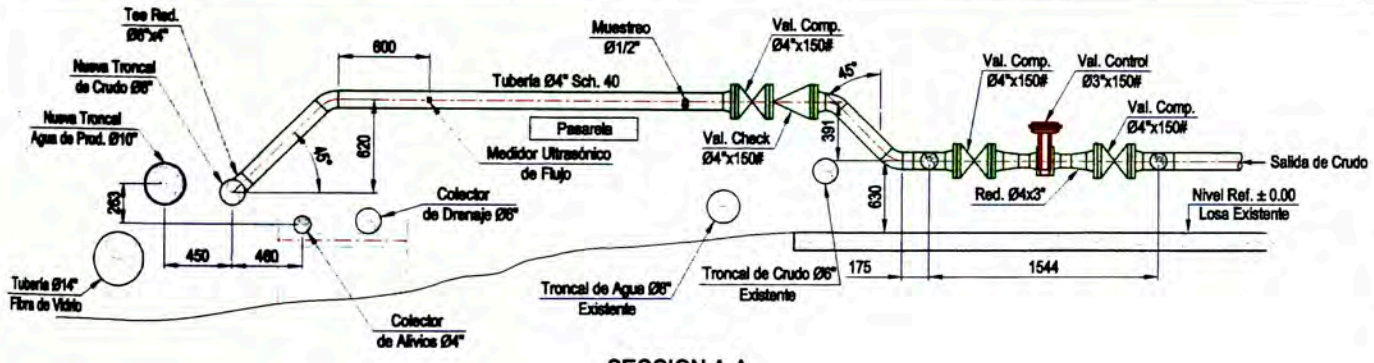 Tee Red.
Ø6"x4"
Nueva Troncal
de Crudo Ø6"
Nueva Troncal
Agua de Prod. Ø10"
600
Muestreo
Ø1/2"
Val. Comp.
Ø4"x150#
45°
Val. Comp.
Ø4"x150#
Val. Control
Ø3"x150#
Val. Comp.
Ø4"x150#
Tubería Ø4" Sch. 40
Pasarela
Medidor Ultrasónico
de Flujo
45°
620
Val. Check
Ø4"x150#
391
Salida de Crudo
Red. Ø4x3"
Nivel Ref. ± 0.00
Losa Existente
630
263
Colector
de Drenaje Ø6"
450
460
Tubería Ø14"
Fibra de Vidrio
Colector
de Alivios Ø4"
Troncal de Agua Ø8"
Existente
Troncal de Crudo Ø6"
Existente
175
1544
SECCION A-A